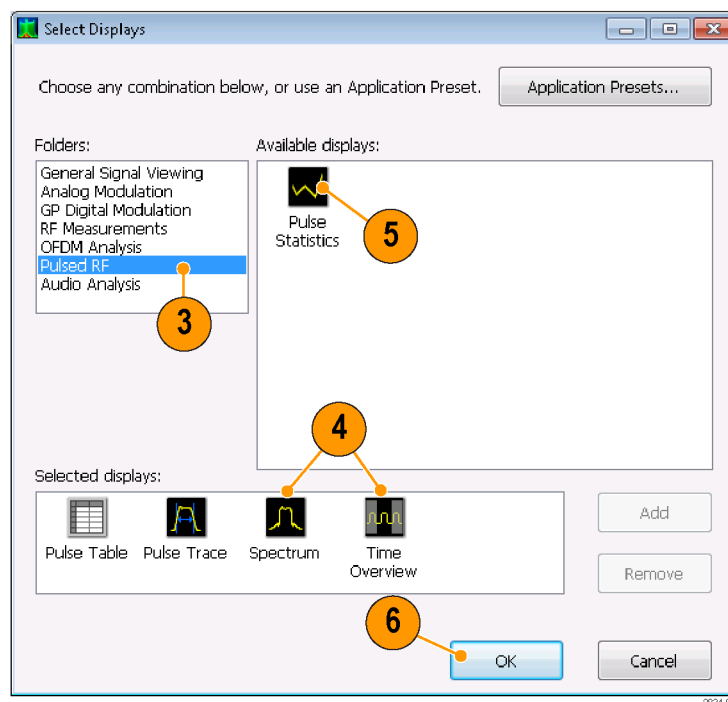 Select Displays
Choose any combination below, or use an Application Preset.
Application Presets...
Folders:
Available displays:
General Signal Viewing
Analog Modulation
GP Digital Modulation
RF Measurements
OFDM Analysis
Pulsed RF
Audio Analysis
Pulse
Statistics
5
3
4
Selected displays:
Pulse Table
Pulse Trace
Spectrum
Time
Overview
Add
Remove
6
OK
Cancel